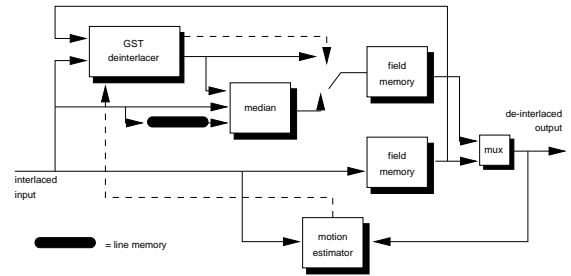 GST
deinterlacer
field
memory
median
de-interlaced
output
field
memory
mux
interlaced
input
motion
estimator
= line memory